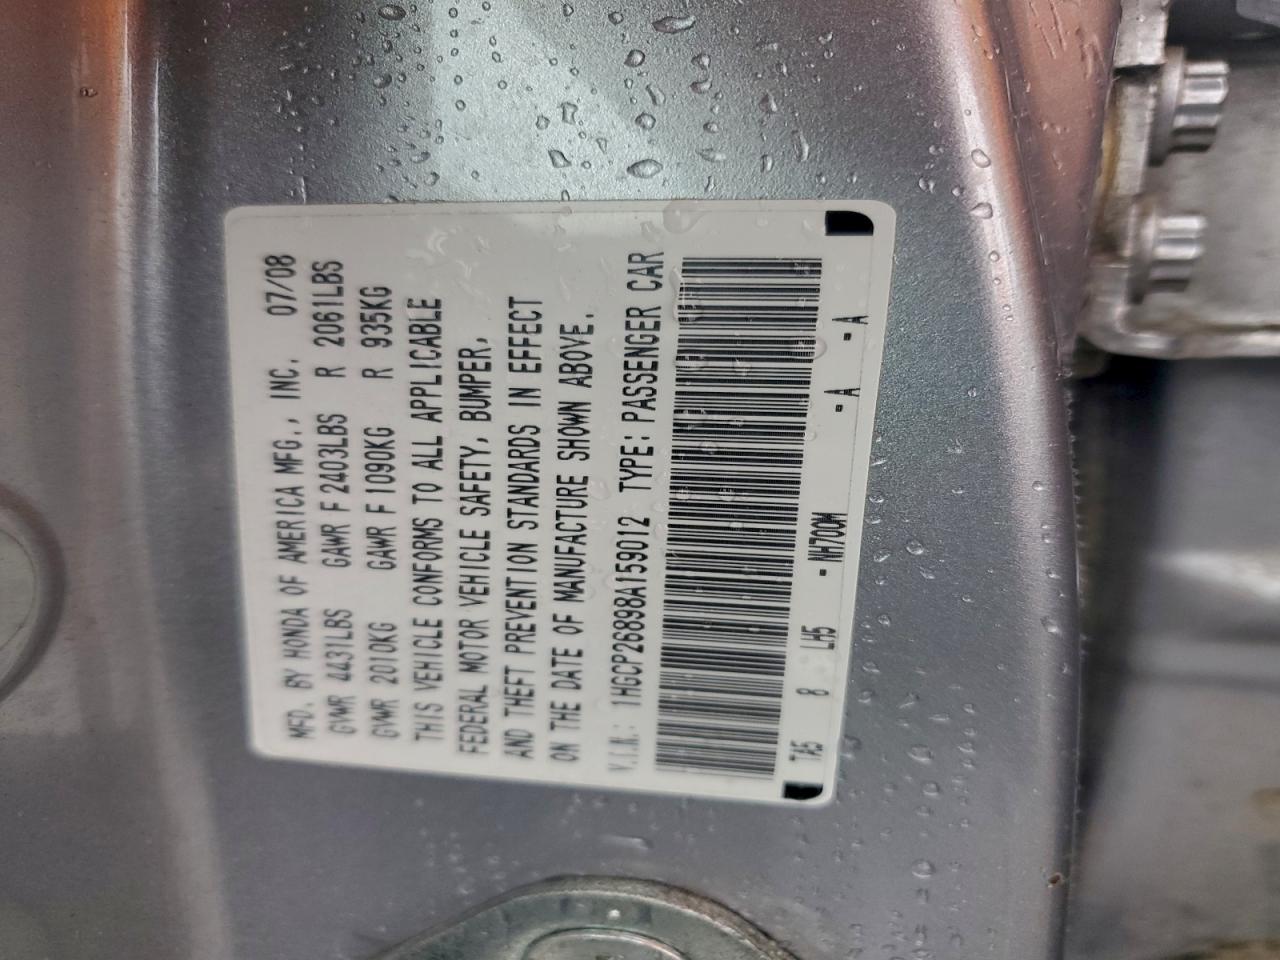 MFD. BY HONDA OF AMERICA MFG., INC. 07/08
GVWR 4431LBS GAWR F 2403LBS R 2061LBS
GVWR 2010KG GAWR F 1090KG R 935KG
THIS VEHICLE CONFORMS TO ALL APPLICABLE
FEDERAL MOTOR VEHICLE SAFETY, BUMPER,
AND THEFT PREVENTION STANDARDS IN EFFECT
ON THE DATE OF MANUFACTURE SHOWN ABOVE.
V.I.N.: 1HGCP26898A159012 TYPE: PASSENGER CAR
TA5 8 LH5 - NH700M - A - A